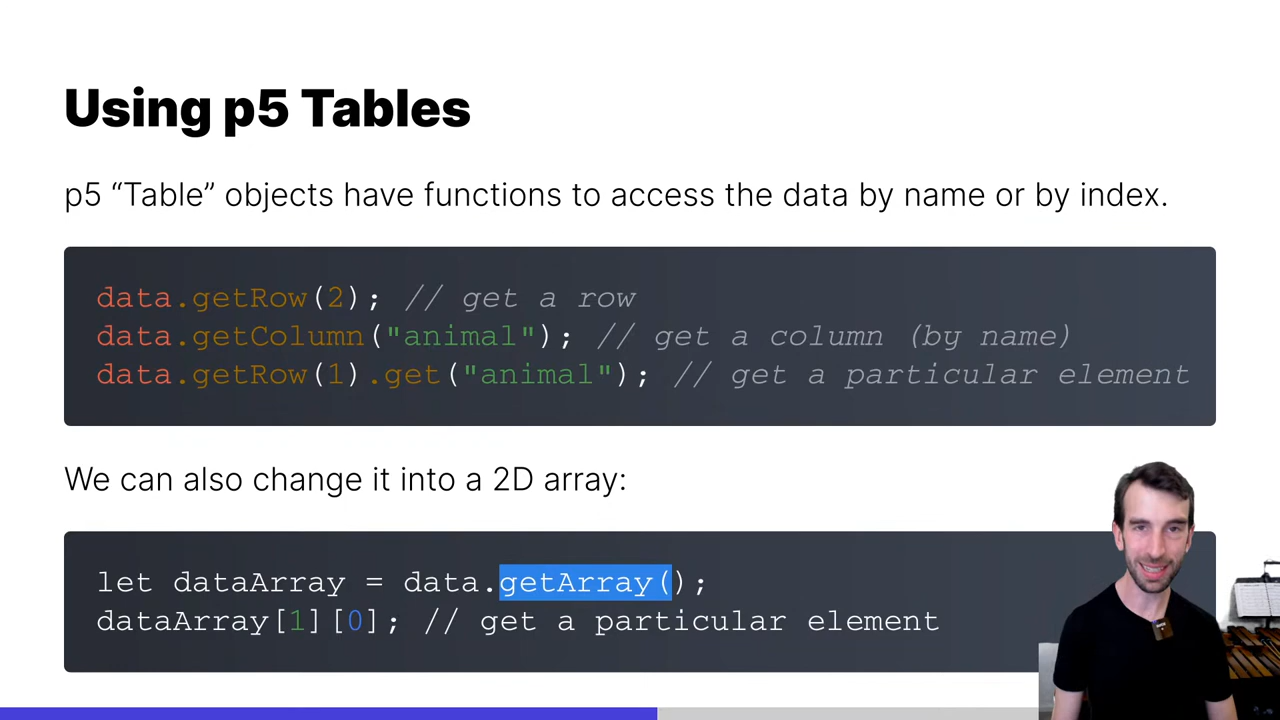 Using p5 Tables
p5 “Table” objects have functions to access the data by name or by index.
data.getRow(2); // get a row
data.getColumn("animal"); // get a column (by name)
data.getRow(1).get("animal"); // get a particular element
We can also change it into a 2D array:
let dataArray = data.getArray();
dataArray[1][0]; // get a particular element